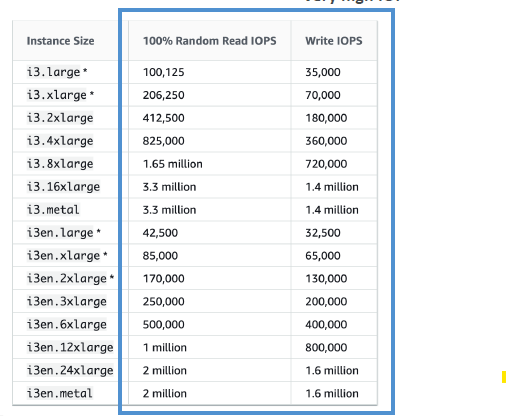 Very high IO?
Instance Size 100% Random Read IOPS Write IOPS
i3.large * 100,125 35,000
i3.xlarge * 206,250 70,000
i3.2xlarge 412,500 180,000
i3.4xlarge 825,000 360,000
i3.8xlarge 1.65 million 720,000
i3.16xlarge 3.3 million 1.4 million
i3.metal 3.3 million 1.4 million
i3en.large * 42,500 32,500
i3en.xlarge * 85,000 65,000
i3en.2xlarge * 170,000 130,000
i3en.3xlarge 250,000 200,000
i3en.6xlarge 500,000 400,000
i3en.12xlarge 1 million 800,000
i3en.24xlarge 2 million 1.6 million
i3en.metal 2 million 1.6 million